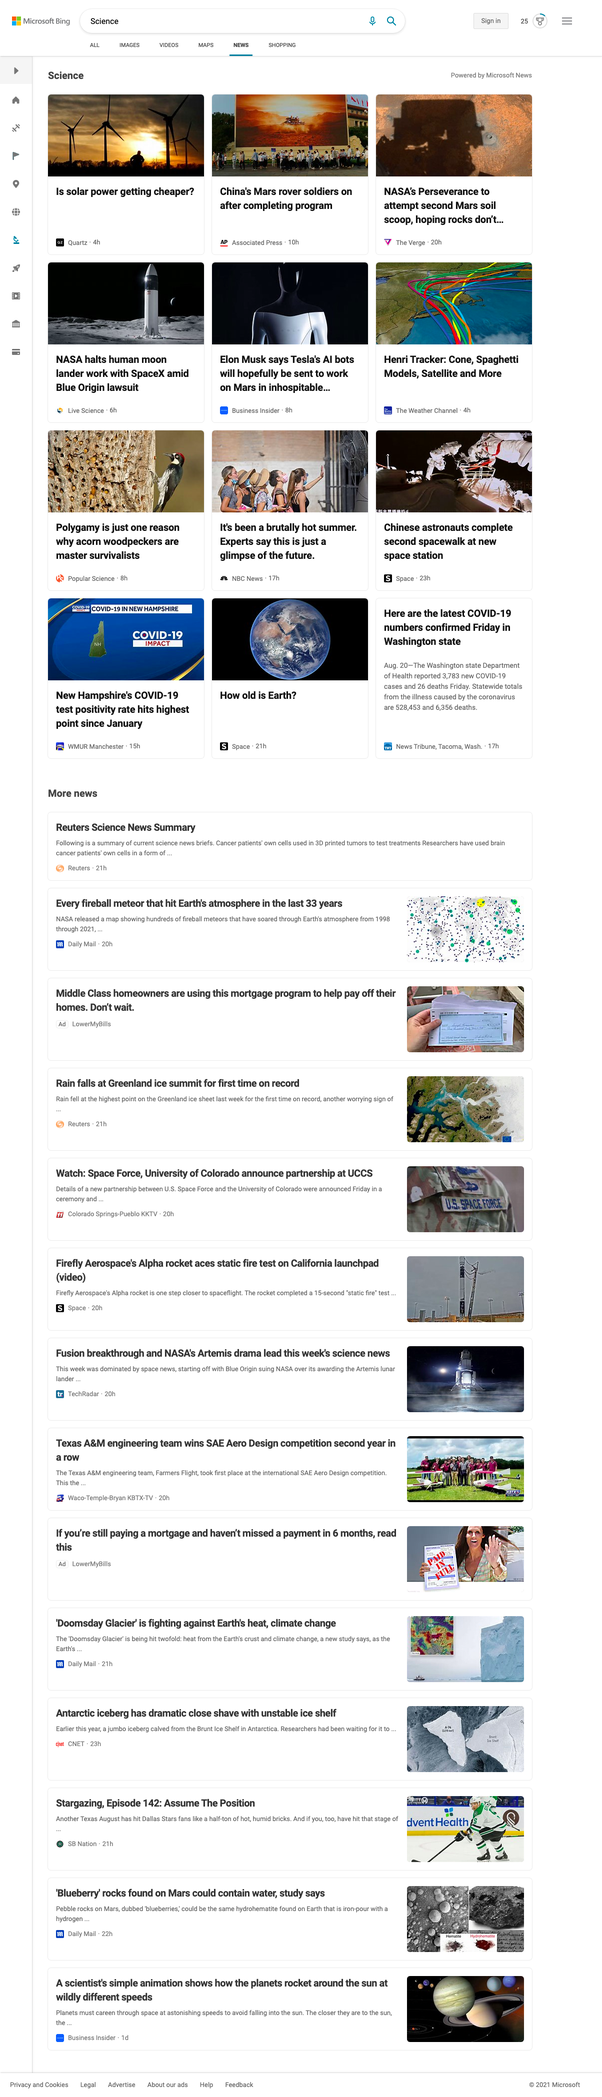 Microsoft Bing
Science
Sign in
25
ALL IMAGES VIDEOS MAPS NEWS SHOPPING
Science
Powered by Microsoft News
Is solar power getting cheaper?
Quartz · 4h
China's Mars rover soldiers on
after completing program
AP Associated Press · 10h
NASA's Perseverance to
attempt second Mars soil
scoop, hoping rocks don't...
The Verge · 20h
NASA halts human moon
lander work with SpaceX amid
Blue Origin lawsuit
Live Science · 6h
Elon Musk says Tesla's AI bots
will hopefully be sent to work
on Mars in inhospitable...
Business Insider · 8h
Henri Tracker: Cone, Spaghetti
Models, Satellite and More
The Weather Channel · 4h
Polygamy is just one reason
why acorn woodpeckers are
master survivalists
Popular Science · 8h
It's been a brutally hot summer.
Experts say this is just a
glimpse of the future.
NBC News · 17h
Chinese astronauts complete
second spacewalk at new
space station
Space · 23h
COVID-19 IN NEW HAMPSHIRE
NH
COVID-19
IMPACT
New Hampshire's COVID-19
test positivity rate hits highest
point since January
WMUR Manchester · 15h
How old is Earth?
Space · 21h
Here are the latest COVID-19
numbers confirmed Friday in
Washington state
Aug. 20—The Washington state Department
of Health reported 3,783 new COVID-19
cases and 26 deaths Friday. Statewide totals
from the illness caused by the coronavirus
are 528,453 and 6,356 deaths.
News Tribune, Tacoma, Wash. · 17h
More news
Reuters Science News Summary
Following is a summary of current science news briefs. Cancer patients' own cells used in 3D printed tumors to test treatments Researchers have used brain
cancer patients' own cells in a form of ...
Reuters · 21h
Every fireball meteor that hit Earth's atmosphere in the last 33 years
NASA released a map showing hundreds of fireball meteors that have soared through Earth's atmosphere from 1998
through 2021, ...
Daily Mail · 20h
Middle Class homeowners are using this mortgage program to help pay off their
homes. Don't wait.
Ad LowerMyBills
Rain falls at Greenland ice summit for first time on record
Rain fell at the highest point on the Greenland ice sheet last week for the first time on record, another worrying sign of
...
Reuters · 21h
Watch: Space Force, University of Colorado announce partnership at UCCS
Details of a new partnership between U.S. Space Force and the University of Colorado were announced Friday in a
ceremony and ...
Colorado Springs-Pueblo KKTV · 20h
U.S. SPACE FORCE
Firefly Aerospace's Alpha rocket aces static fire test on California launchpad
(video)
Firefly Aerospace's Alpha rocket is one step closer to spaceflight. The rocket completed a 15-second "static fire" test ...
Space · 20h
Fusion breakthrough and NASA's Artemis drama lead this week's science news
This week was dominated by space news, starting off with Blue Origin suing NASA over its awarding the Artemis lunar
lander ...
tr TechRadar · 20h
Texas A&M engineering team wins SAE Aero Design competition second year in
a row
The Texas A&M engineering team, Farmers Flight, took first place at the international SAE Aero Design competition.
This the ...
Waco-Temple-Bryan KBTX-TV · 20h
If you're still paying a mortgage and haven't missed a payment in 6 months, read
this
Ad LowerMyBills
PAID
IN
FULL
'Doomsday Glacier' is fighting against Earth's heat, climate change
The 'Doomsday Glacier' is being hit twofold: heat from the Earth's crust and climate change, a new study says, as the
Earth's ...
Daily Mail · 21h
Antarctic iceberg has dramatic close shave with unstable ice shelf
Earlier this year, a jumbo iceberg calved from the Brunt Ice Shelf in Antarctica. Researchers had been waiting for it to ...
CNET · 23h
Stargazing, Episode 142: Assume The Position
Another Texas August has hit Dallas Stars fans like a half-ton of hot, humid bricks. And if you, too, have hit that stage of
...
SB Nation · 21h
dventHealth
'Blueberry' rocks found on Mars could contain water, study says
Pebble rocks on Mars, dubbed 'blueberries,' could be the same hydrohematite found on Earth that is iron-pour with a
hydrogen ...
Daily Mail · 22h
Hematite Hydrohematite
A scientist's simple animation shows how the planets rocket around the sun at
wildly different speeds
Planets must careen through space at astonishing speeds to avoid falling into the sun. The closer they are to the sun,
the ...
Business Insider · 1d
Privacy and Cookies Legal Advertise About our ads Help Feedback © 2021 Microsoft